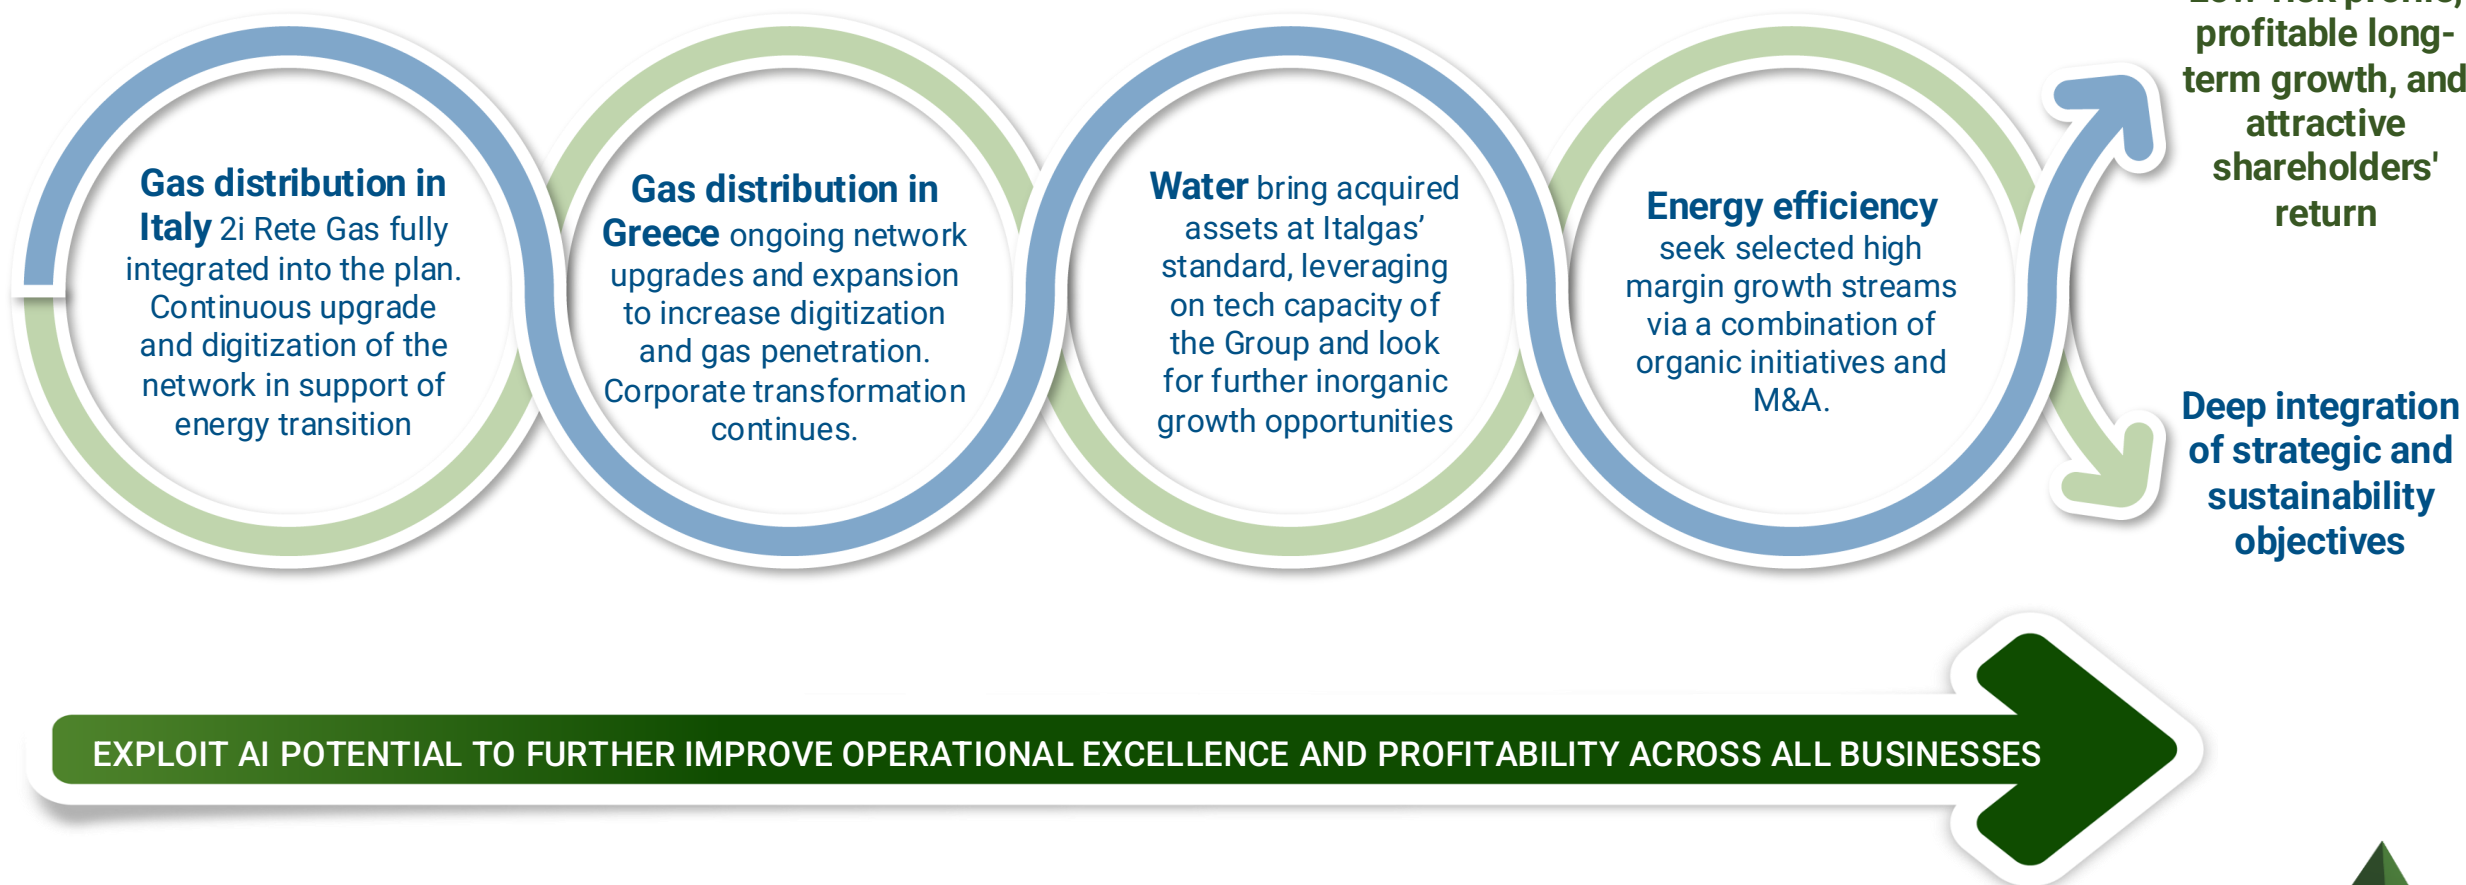 Gas distribution in
Italy 2i Rete Gas fully
integrated into the plan.
Continuous upgrade
and digitization of the
network in support of
energy transition
Gas distribution in
Greece ongoing network
upgrades and expansion
to increase digitization
and gas penetration.
Corporate transformation
continues.
Water bring acquired
assets at Italgas’
standard, leveraging
on tech capacity of
the Group and look
for further inorganic
growth opportunities
Energy efficiency
seek selected high
margin growth streams
via a combination of
organic initiatives and
M&A.
profitable long-
term growth, and
attractive
shareholders'
return
Deep integration
of strategic and
sustainability
objectives
EXPLOIT AI POTENTIAL TO FURTHER IMPROVE OPERATIONAL EXCELLENCE AND PROFITABILITY ACROSS ALL BUSINESSES